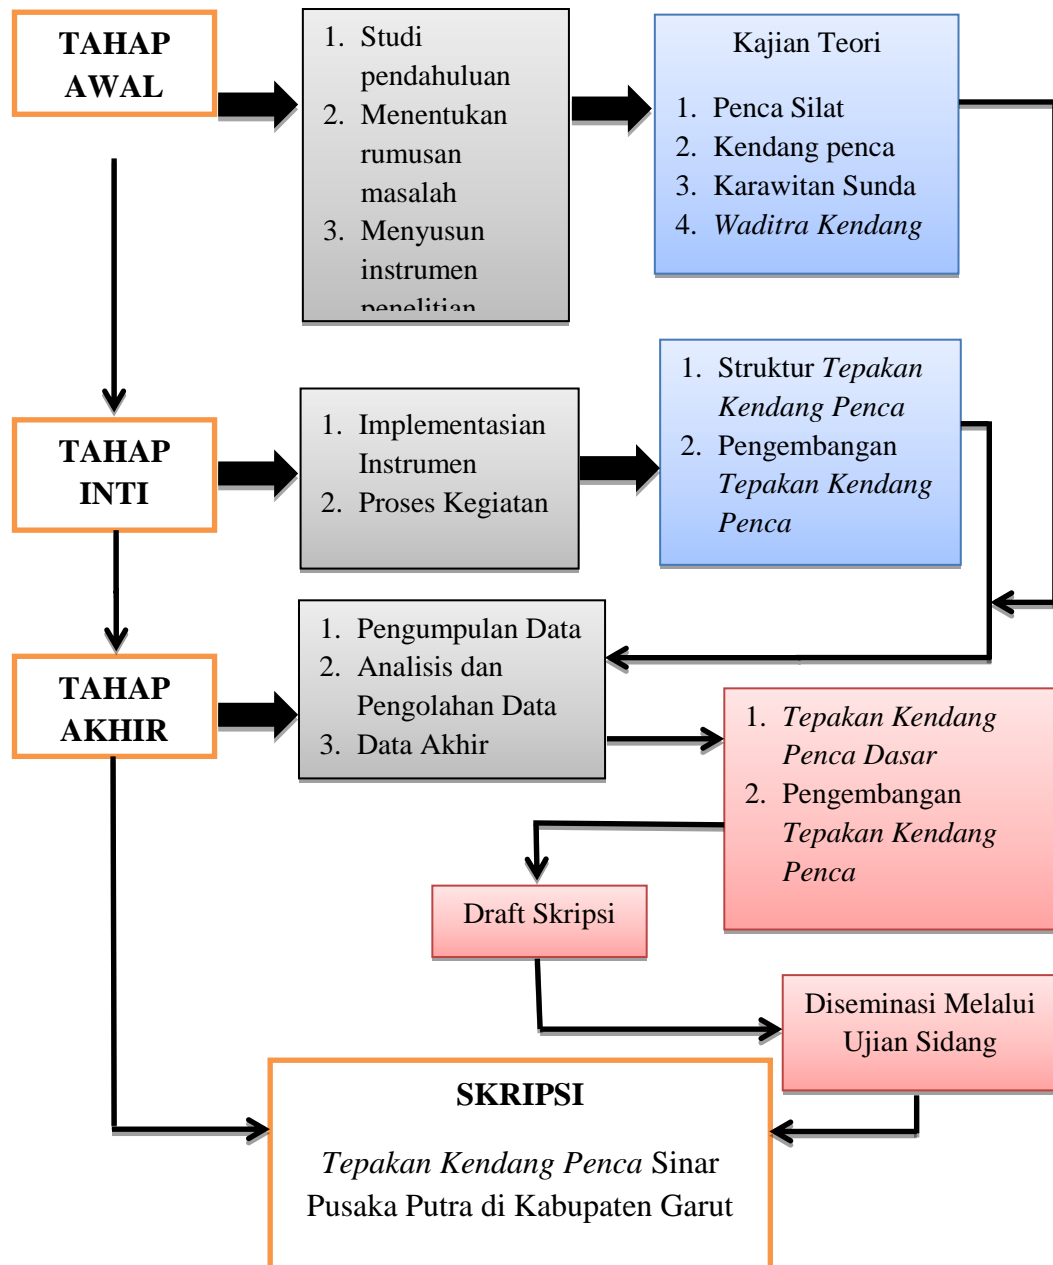 TAHAP
AWAL
1. Studi
pendahuluan
2. Menentukan
rumusan
masalah
3. Menyusun
instrumen
penelitian
Kajian Teori
1. Penca Silat
2. Kendang penca
3. Karawitan Sunda
4. Waditra Kendang
TAHAP
INTI
1. Implementasian
Instrumen
2. Proses Kegiatan
1. Struktur Tepakan
Kendang Penca
2. Pengembangan
Tepakan Kendang
Penca
TAHAP
AKHIR
1. Pengumpulan Data
2. Analisis dan
Pengolahan Data
3. Data Akhir
1. Tepakan Kendang
Penca Dasar
2. Pengembangan
Tepakan Kendang
Penca
Draft Skripsi
Diseminasi Melalui
Ujian Sidang
SKRIPSI
Tepakan Kendang Penca Sinar
Pusaka Putra di Kabupaten Garut